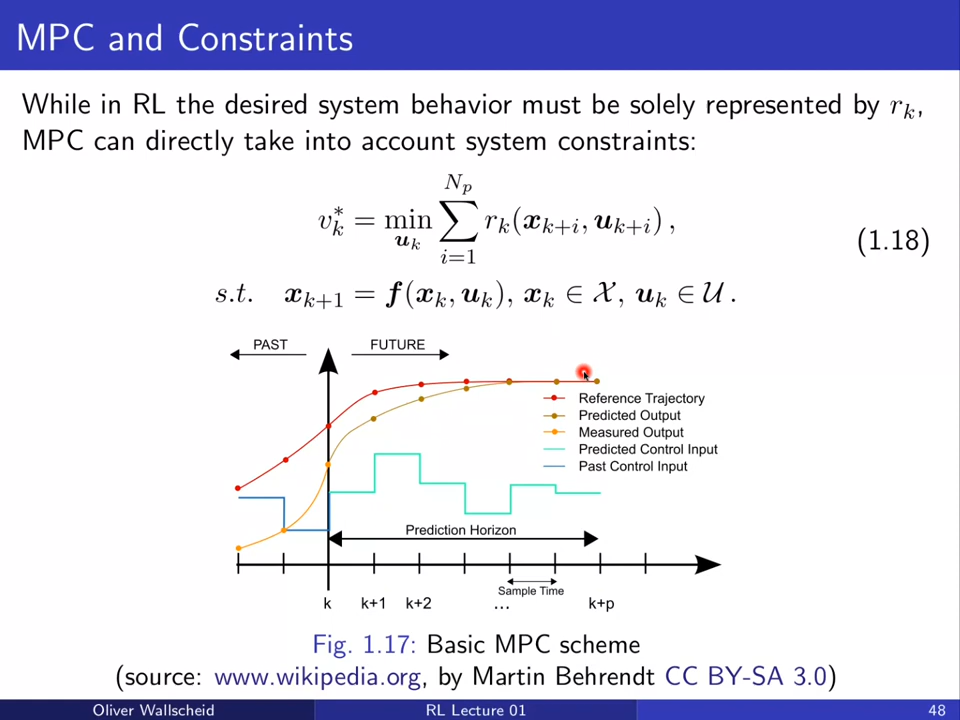 MPC and Constraints
While in RL the desired system behavior must be solely represented by r_k,
MPC can directly take into account system constraints:
v_k^* = min_{u_k} \sum_{i=1}^{N_p} r_k(x_{k+i}, u_{k+i}),
(1.18)
s.t. x_{k+1} = f(x_k, u_k), x_k ∈ X, u_k ∈ U.
PAST FUTURE
Reference Trajectory
Predicted Output
Measured Output
Predicted Control Input
Past Control Input
Prediction Horizon
Sample Time
k k+1 k+2 ... k+p
Fig. 1.17: Basic MPC scheme
(source: www.wikipedia.org, by Martin Behrendt CC BY-SA 3.0)
Oliver Wallscheid RL Lecture 01 48